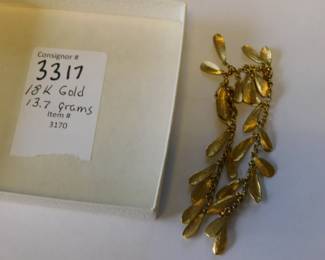 Consignor #
3317
18K Gold
13.7 grams
Item #
3170